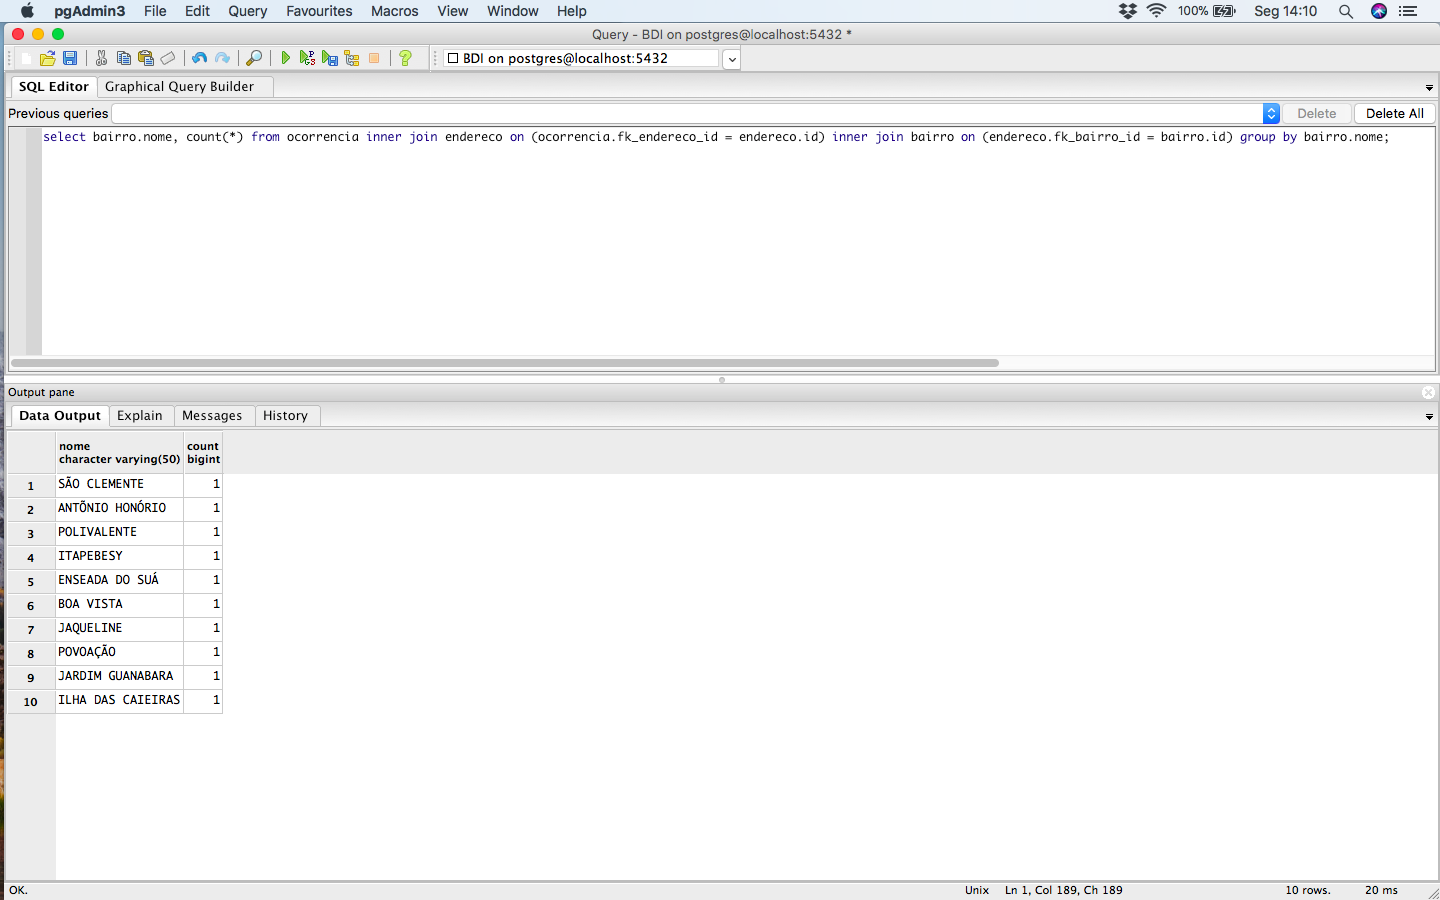 pgAdmin3 File Edit Query Favourites Macros View Window Help 100% Seg 14:10
Query - BDI on postgres@localhost:5432 *
BDI on postgres@localhost:5432
SQL Editor Graphical Query Builder
Previous queries Delete Delete All
select bairro.nome, count(*) from ocorrencia inner join endereco on (ocorrencia.fk_endereco_id = endereco.id) inner join bairro on (endereco.fk_bairro_id = bairro.id) group by bairro.nome;
Output pane
Data Output Explain Messages History
nome count
character varying(50) bigint
1 SÃO CLEMENTE 1
2 ANTÕNIO HONÓRIO 1
3 POLIVALENTE 1
4 ITAPEBESY 1
5 ENSEADA DO SUÁ 1
6 BOA VISTA 1
7 JAQUELINE 1
8 POVOAÇÃO 1
9 JARDIM GUANABARA 1
10 ILHA DAS CAIEIRAS 1
OK. Unix Ln 1, Col 189, Ch 189 10 rows. 20 ms